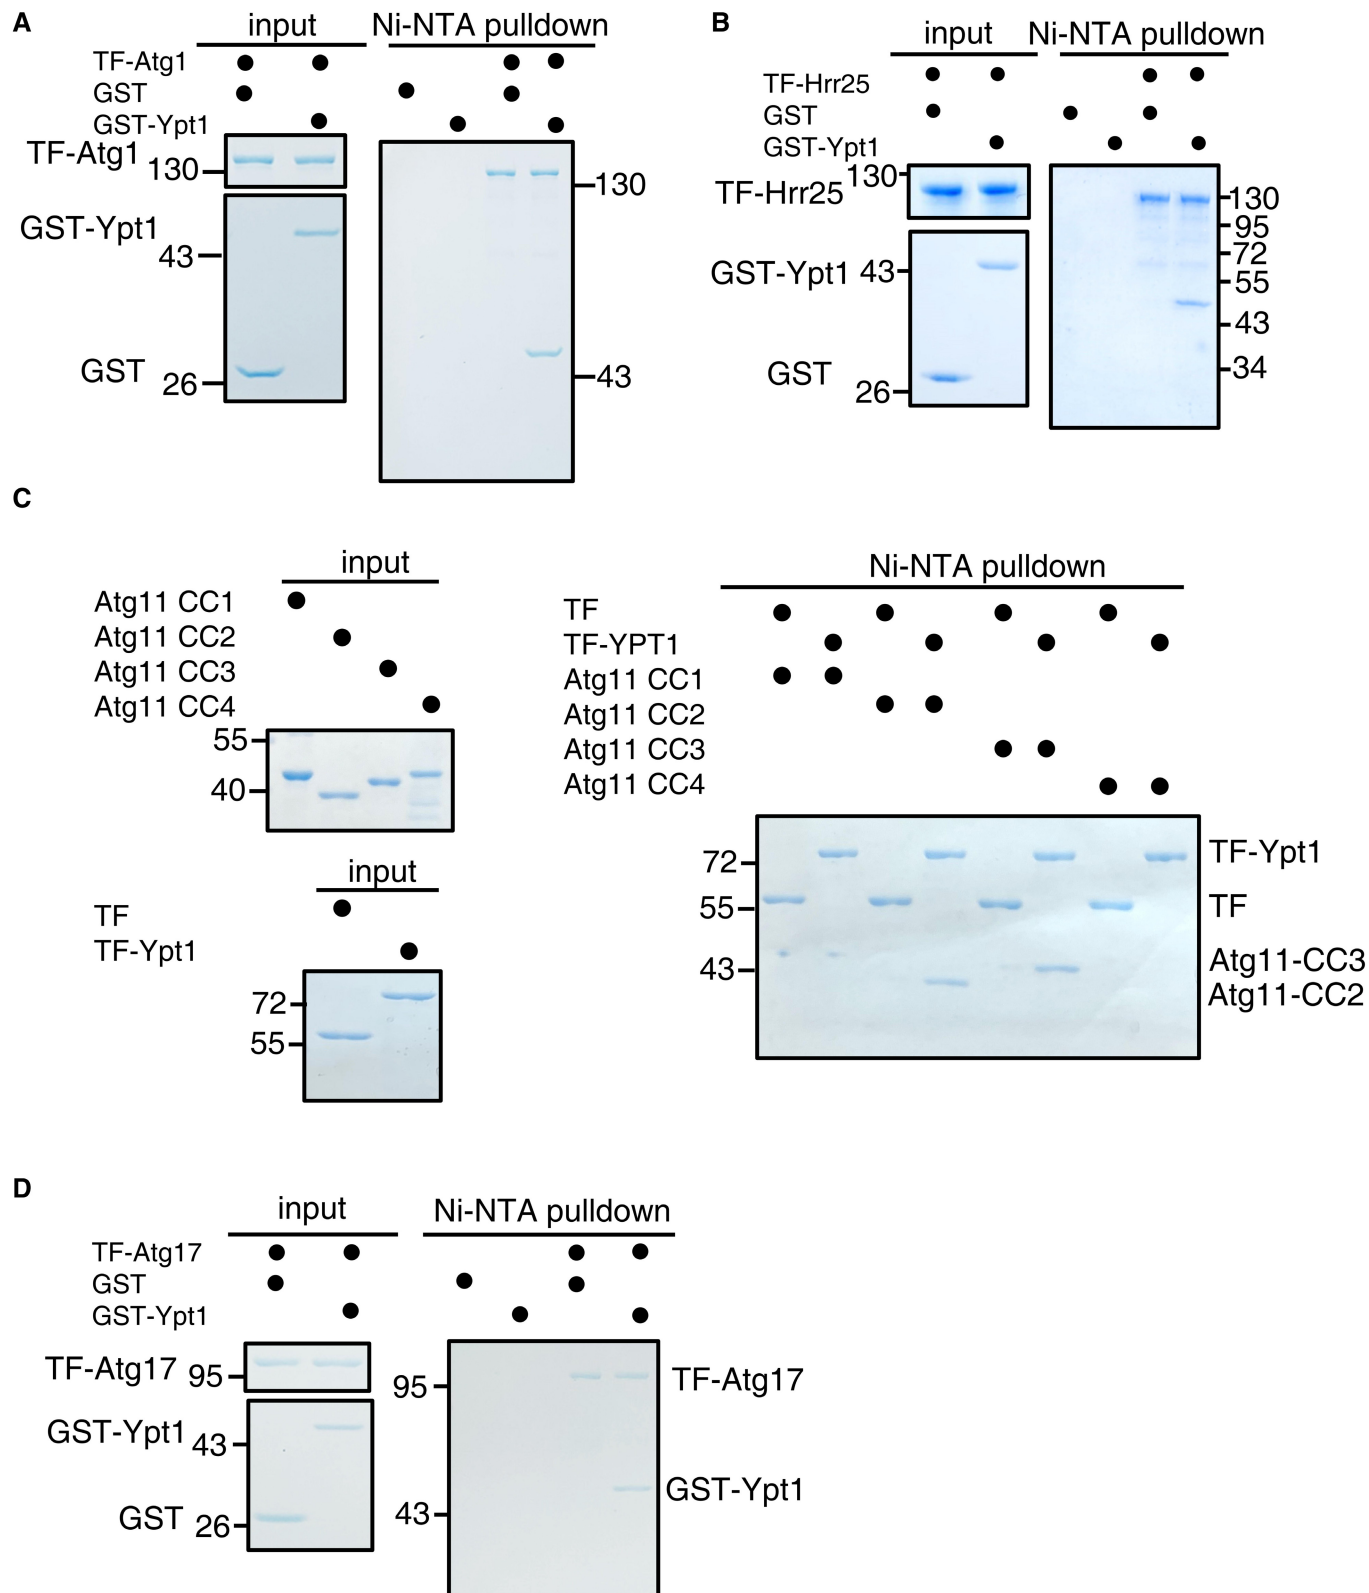 A
input
Ni-NTA pulldown
TF-Atg1
GST
GST-Ypt1
TF-Atg1
130
GST-Ypt1
43
GST
26
130
43
B
input
Ni-NTA pulldown
TF-Hrr25
GST
GST-Ypt1
130
TF-Hrr25
GST-Ypt1
43
GST
26
130
95
72
55
43
34
C
input
Atg11 CC1
Atg11 CC2
Atg11 CC3
Atg11 CC4
55
40
input
TF
TF-Ypt1
72
55
Ni-NTA pulldown
TF
TF-YPT1
Atg11 CC1
Atg11 CC2
Atg11 CC3
Atg11 CC4
72
55
43
TF-Ypt1
TF
Atg11-CC3
Atg11-CC2
D
input
Ni-NTA pulldown
TF-Atg17
GST
GST-Ypt1
TF-Atg17
95
GST-Ypt1
43
GST
26
95
43
TF-Atg17
GST-Ypt1